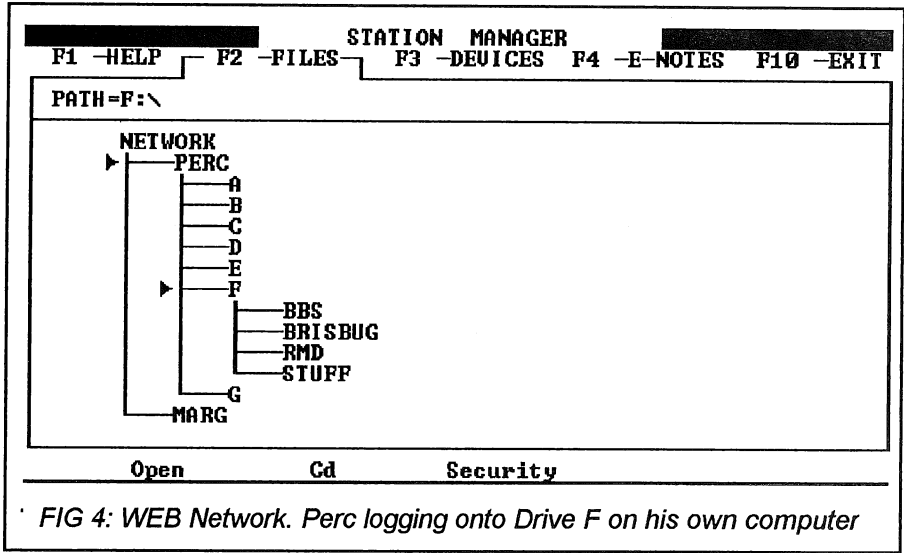 STATION MANAGER
F1 -HELP F2 -FILES F3 -DEVICES F4 -E-NOTES F10 -EXIT
PATH=F:\
NETWORK
PERC
A
B
C
D
E
F
BBS
BRISBUG
RMD
STUFF
G
MARG
Open Cd Security
FIG 4: WEB Network. Perc logging onto Drive F on his own computer